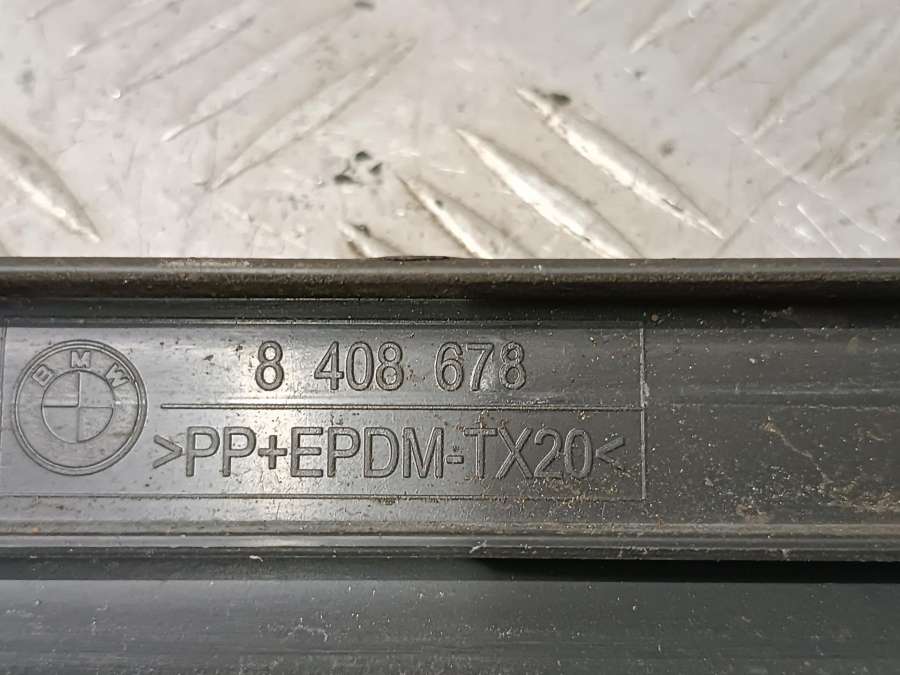 BMW
8 408 678
>PP+EPDM-TX20<